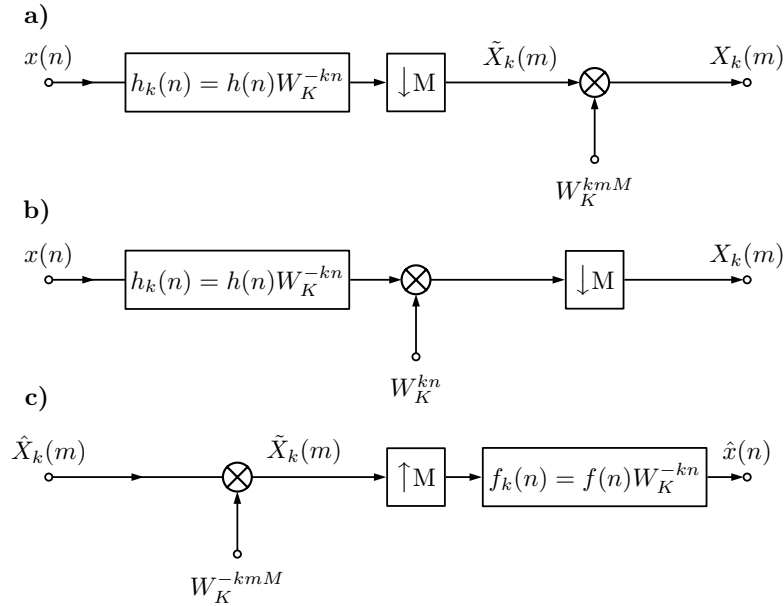 a)
x(n) h_k(n) = h(n)W_K^{-kn} ↓M X̃_k(m) X_k(m)
W_K^{kmM}
b)
x(n) h_k(n) = h(n)W_K^{-kn} ↓M X_k(m)
W_K^{kn}
c)
X̂_k(m) X̃_k(m) ↑M f_k(n) = f(n)W_K^{-kn} x̂(n)
W_K^{-kmM}